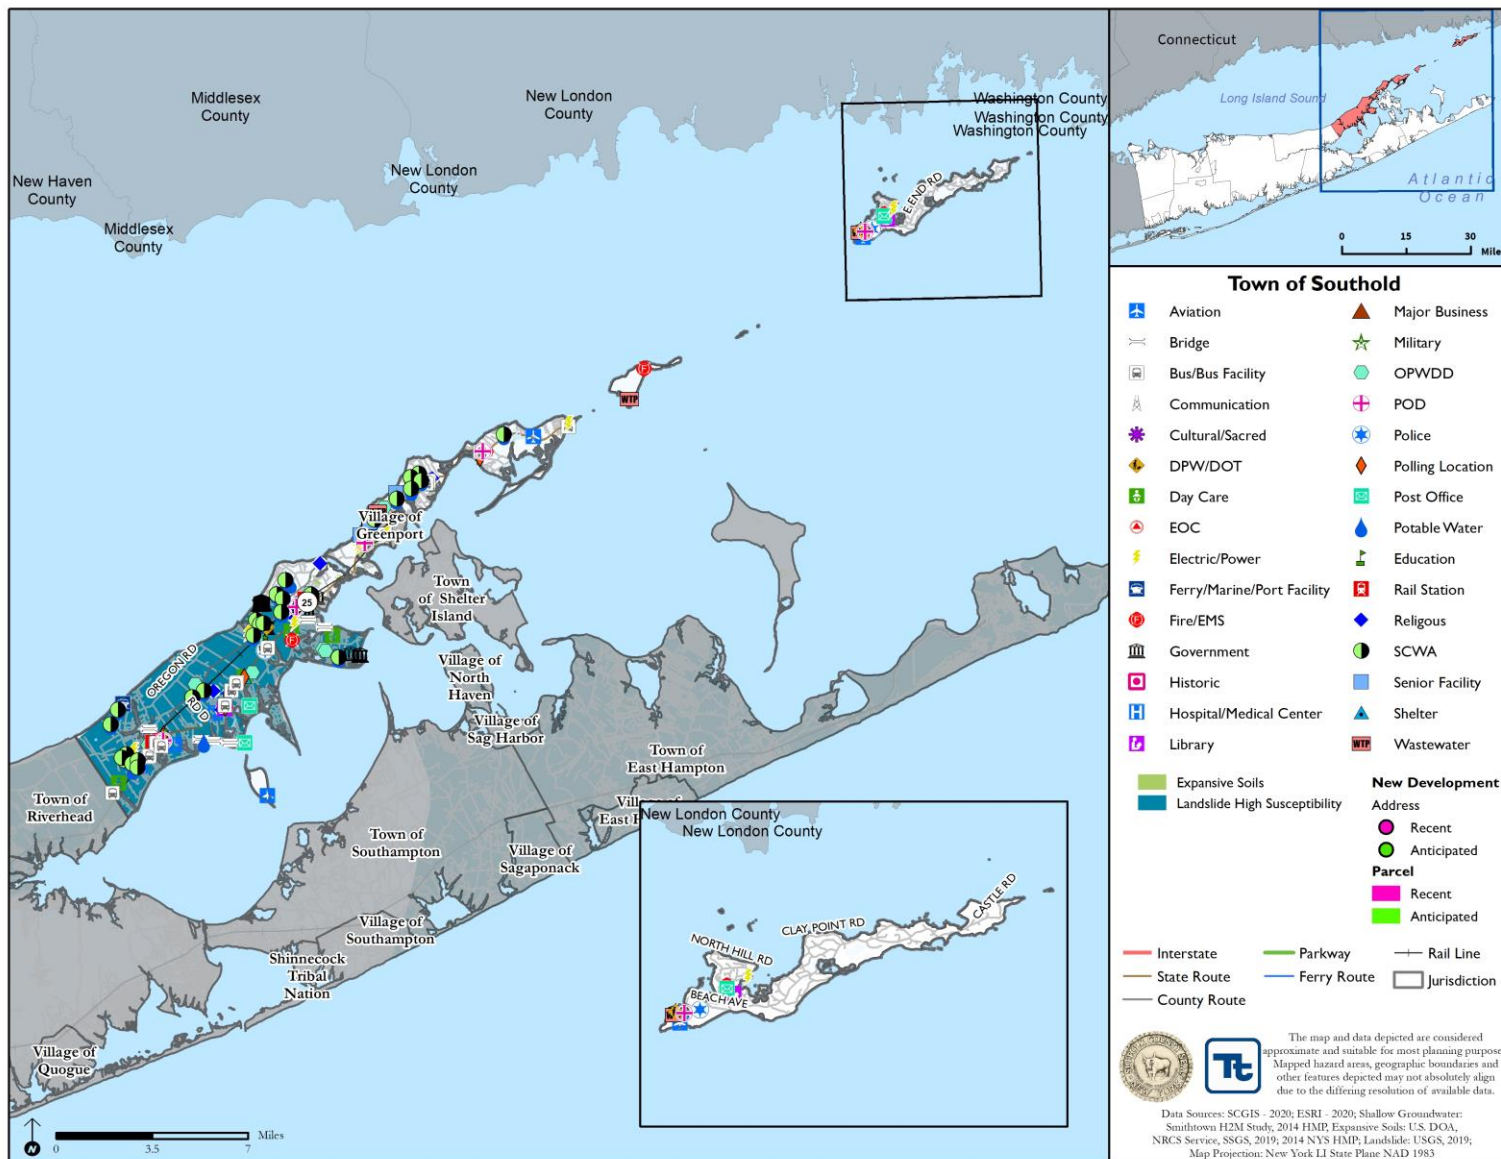 Middlesex
County
New London
County
Washington County
Washington County
Washington County
New Haven
County
New London
County
Middlesex
County
E END RD
WTP
Village of
Greenport
25
Town
of Shelter
Island
OREGON RD
RD D
Village of
North
Haven
Village of
Sag Harbor
Town of
East Hampton
Town of
Riverhead
Village of
East H
Town of
Southampton
Village of
Sagaponack
Village of
Southampton
Shinnecock
Tribal
Nation
Village of
Quogue
New London County
New London County
CASTLE RD
CLAY POINT RD
NORTH HILL RD
BEACH AVE
N
0 3.5 7 Miles
Connecticut
Long Island Sound
Atlantic
Ocean
0 15 30
Mile
Town of Southold
Aviation
Bridge
Bus/Bus Facility
Communication
Cultural/Sacred
DPW/DOT
Day Care
EOC
Electric/Power
Ferry/Marine/Port Facility
Fire/EMS
Government
Historic
Hospital/Medical Center
Library
Major Business
Military
OPWDD
POD
Police
Polling Location
Post Office
Potable Water
Education
Rail Station
Religous
SCWA
Senior Facility
Shelter
WTP Wastewater
Expansive Soils
Landslide High Susceptibility
New Development
Address
Recent
Anticipated
Parcel
Recent
Anticipated
Interstate
State Route
County Route
Parkway
Ferry Route
Rail Line
Jurisdiction
Tt
The map and data depicted are considered
approximate and suitable for most planning purpose
Mapped hazard areas, geographic boundaries and
other features depicted may not absolutely align
due to the differing resolution of available data.
Data Sources: SCGIS - 2020; ESRI - 2020; Shallow Groundwater:
Smithtown H2M Study, 2014 HMP, Expansive Soils: U.S. DOA,
NRCS Service, SSGS, 2019; 2014 NYS HMP; Landslide: USGS, 2019;
Map Projection: New York LI State Plane NAD 1983